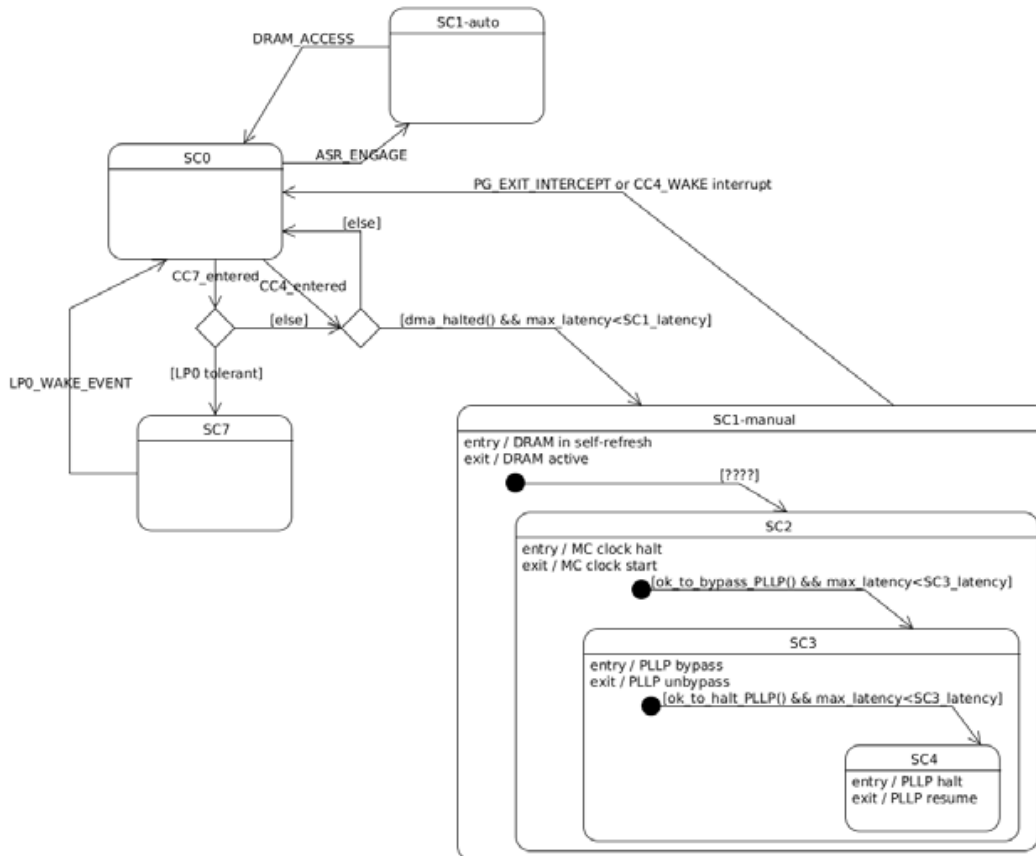 SC1-auto
DRAM_ACCESS
SC0
ASR_ENGAGE
PG_EXIT_INTERCEPT or CC4_WAKE interrupt
[else]
CC7_entered
CC4_entered
[else]
[dma_halted() && max_latency<SC1_latency]
LP0_WAKE_EVENT
[LP0 tolerant]
SC7
SC1-manual
entry / DRAM in self-refresh
exit / DRAM active
[????]
SC2
entry / MC clock halt
exit / MC clock start
[ok_to_bypass_PLLP() && max_latency<SC3_latency]
SC3
entry / PLLP bypass
exit / PLLP unbypass
[ok_to_halt_PLLP() && max_latency<SC3_latency]
SC4
entry / PLLP halt
exit / PLLP resume